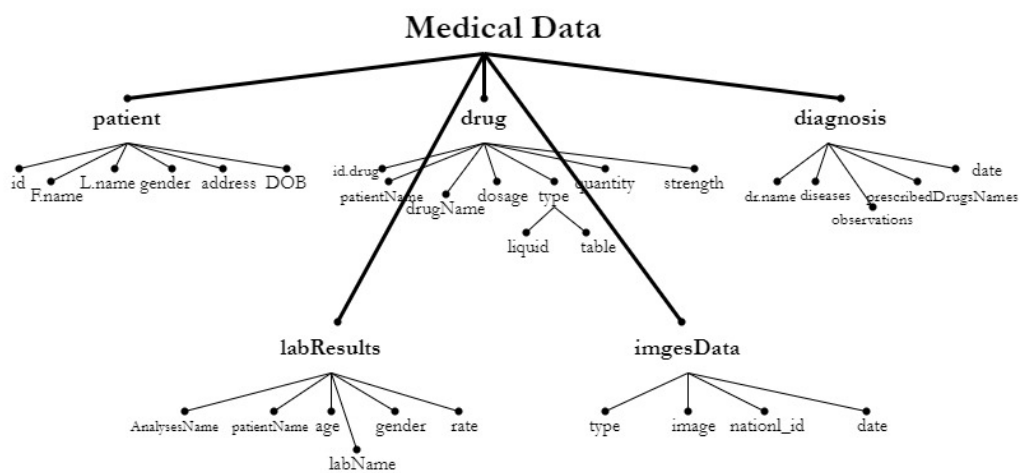 Medical Data
patient drug diagnosis
id F.name L.name gender address DOB
id.drug patientName drugName dosage type quantity strength
dr.name diseases observations prescribedDrugsNames date
liquid table
labResults imgesData
AnalysesName patientName age labName gender rate
type image nationl_id date